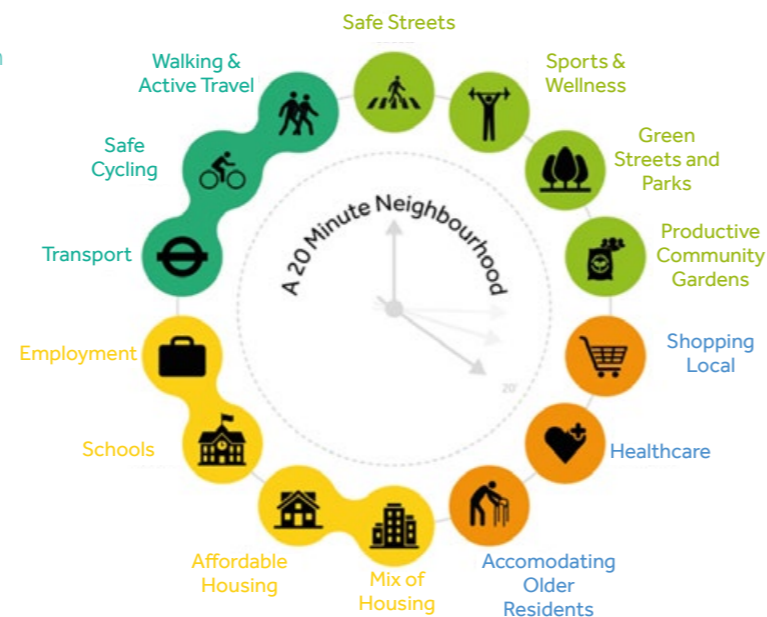 Safe Streets
Sports &
Wellness
Green
Streets and
Parks
Productive
Community
Gardens
Shopping
Local
Healthcare
Accomodating
Older
Residents
Mix of
Housing
Affordable
Housing
Schools
Employment
Transport
Safe
Cycling
Walking &
Active Travel
A 20 Minute Neighbourhood
20'